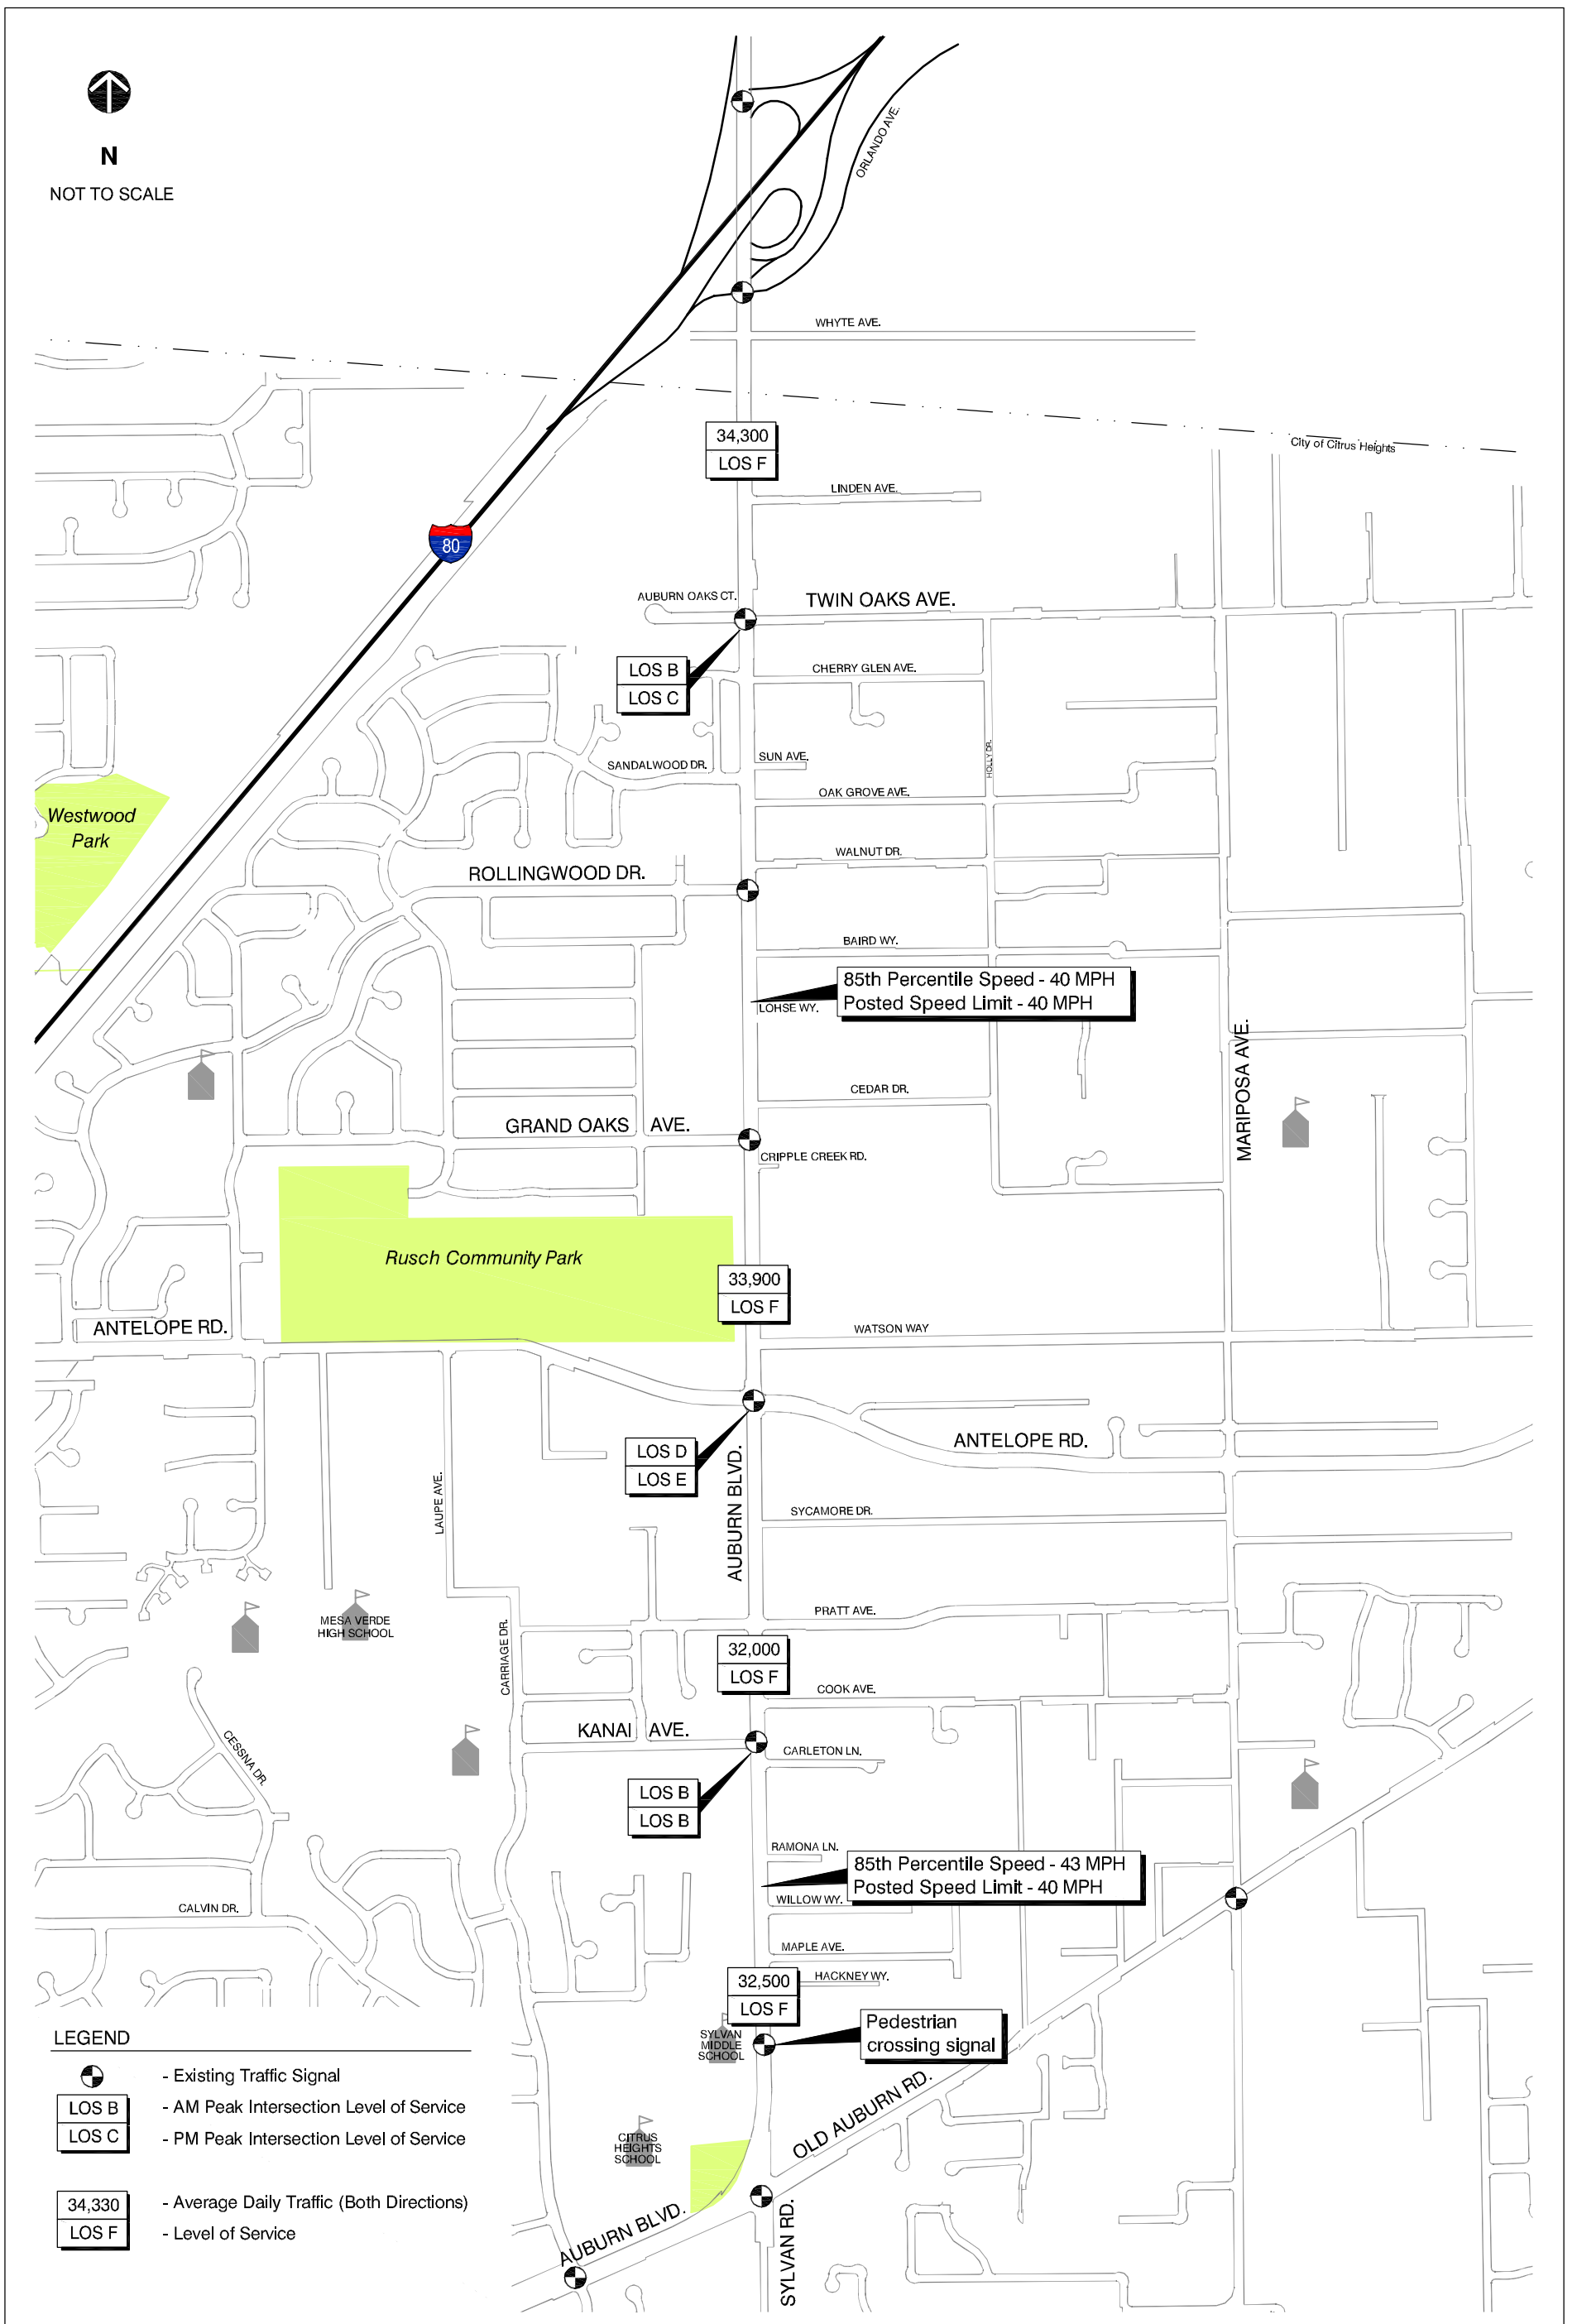 N
NOT TO SCALE
ORLANDO AVE.
WHYTE AVE.
City of Citrus Heights
34,300
LOS F
LINDEN AVE.
80
AUBURN OAKS CT.
TWIN OAKS AVE.
LOS B
LOS C
CHERRY GLEN AVE.
HOLLY DR.
SUN AVE.
SANDALWOOD DR.
OAK GROVE AVE.
Westwood
Park
WALNUT DR.
ROLLINGWOOD DR.
BAIRD WY.
85th Percentile Speed - 40 MPH
Posted Speed Limit - 40 MPH
LOHSE WY.
MARIPOSA AVE.
CEDAR DR.
GRAND OAKS AVE.
CRIPPLE CREEK RD.
Rusch Community Park
33,900
LOS F
ANTELOPE RD.
WATSON WAY
ANTELOPE RD.
LOS D
LOS E
AUBURN BLVD.
LAUPE AVE.
SYCAMORE DR.
PRATT AVE.
MESA VERDE
HIGH SCHOOL
CARRIAGE DR.
32,000
LOS F
COOK AVE.
KANAI AVE.
CARLETON LN.
CESSNA DR.
LOS B
LOS B
RAMONA LN.
85th Percentile Speed - 43 MPH
Posted Speed Limit - 40 MPH
WILLOW WY.
CALVIN DR.
MAPLE AVE.
HACKNEY WY.
32,500
LOS F
SYLVAN
MIDDLE
SCHOOL
Pedestrian
crossing signal
OLD AUBURN RD.
CITRUS
HEIGHTS
SCHOOL
AUBURN BLVD.
SYLVAN RD.
LEGEND
- Existing Traffic Signal
LOS B
- AM Peak Intersection Level of Service
LOS C
- PM Peak Intersection Level of Service
34,330
- Average Daily Traffic (Both Directions)
LOS F
- Level of Service